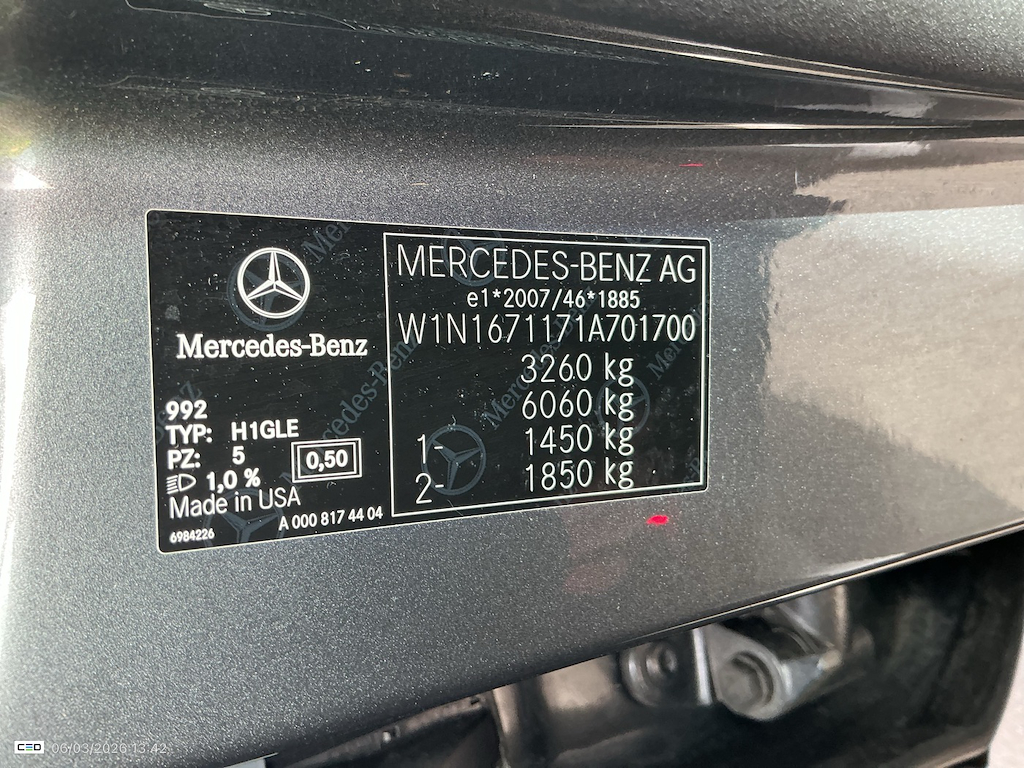 Mercedes-Benz
992
TYP: H1GLE
PZ: 5
0,50
1,0 %
Made in USA
A 000 817 44 04
6984226
MERCEDES-BENZ AG
e1*2007/46*1885
W1N1671171A701700
3260 kg
6060 kg
1- 1450 kg
2- 1850 kg
CEO 06/03/2026 13:42